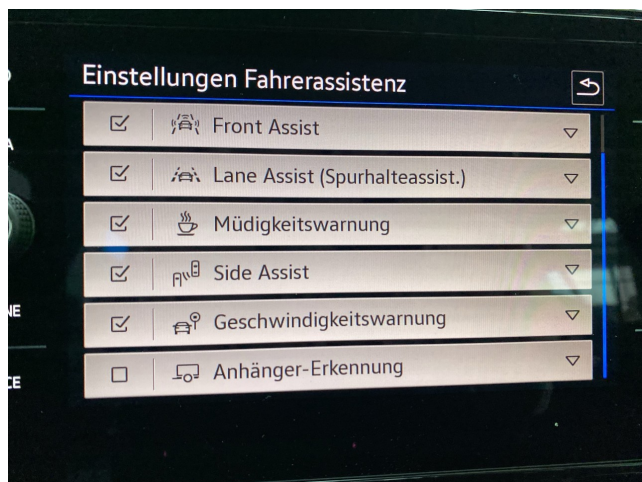 Einstellungen Fahrerassistenz
Front Assist
Lane Assist (Spurhalteassist.)
Müdigkeitswarnung
Side Assist
Geschwindigkeitswarnung
Anhänger-Erkennung